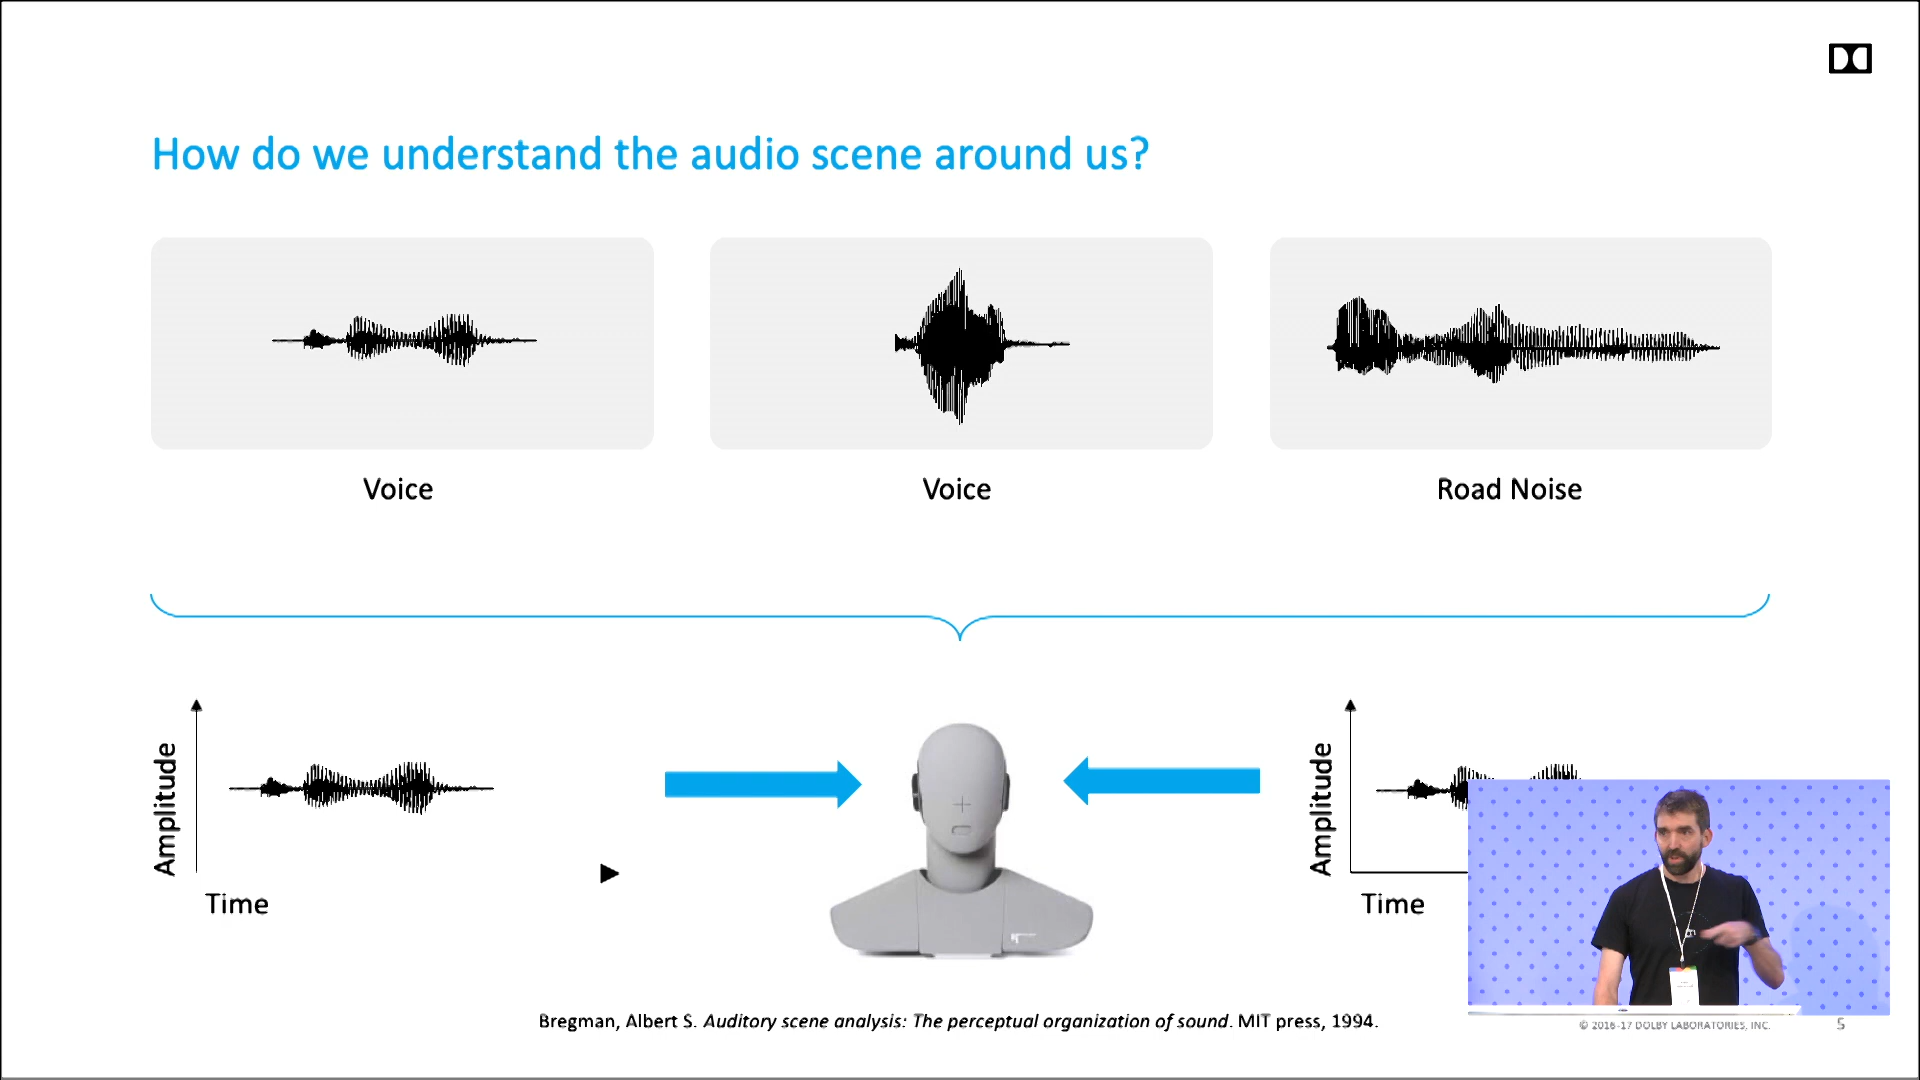 How do we understand the audio scene around us?
Voice
Voice
Road Noise
Amplitude
Time
Amplitude
Time
Bregman, Albert S. Auditory scene analysis: The perceptual organization of sound. MIT press, 1994.
© 2016-17 DOLBY LABORATORIES, INC.
5